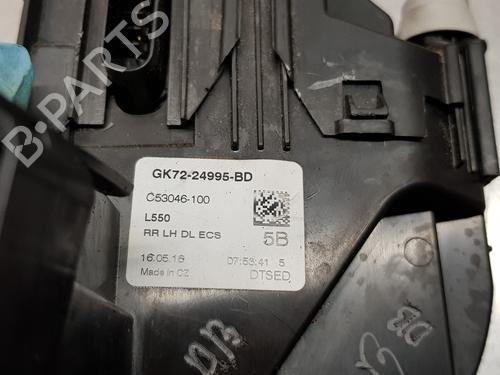 B-PARTS
GK72-24995-BD
C53046-100
L550
RR LH DL ECS
5B
16.05.16
07:53:41 5
Made in CZ
DTSED